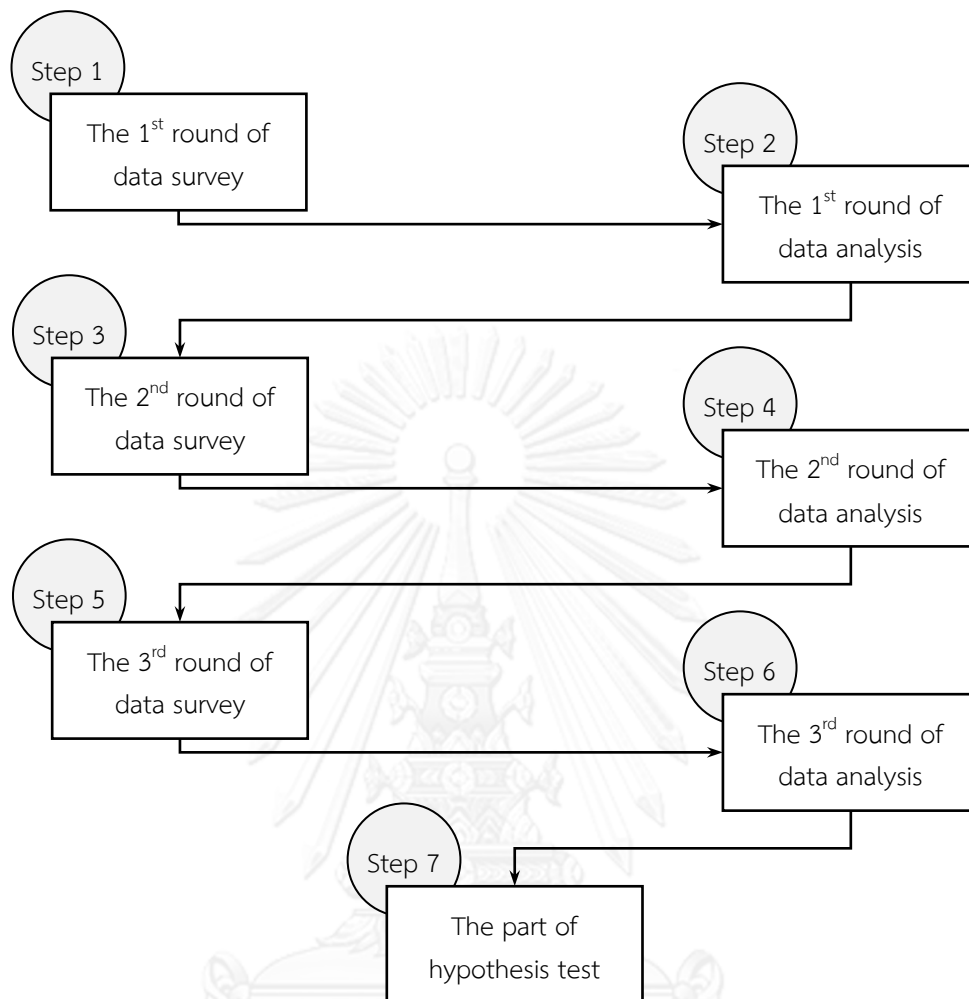 Step 1
The 1st round of
data survey
Step 2
The 1st round of
data analysis
Step 3
The 2nd round of
data survey
Step 4
The 2nd round of
data analysis
Step 5
The 3rd round of
data survey
Step 6
The 3rd round of
data analysis
Step 7
The part of
hypothesis test